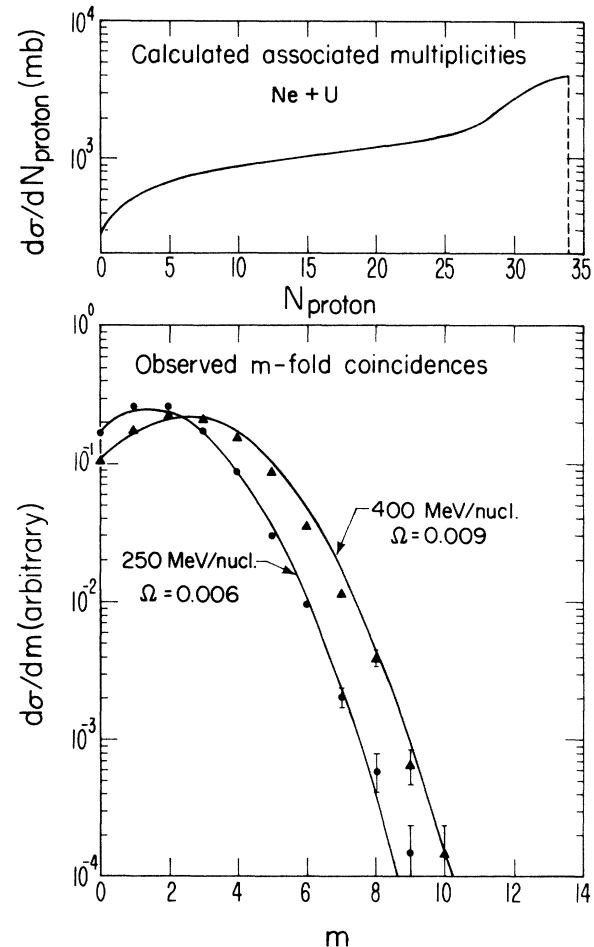 Calculated associated multiplicities
Ne + U
dσ/dNproton (mb)
10⁴
10³
0 5 10 15 20 25 30 35
Nproton
Observed m-fold coincidences
dσ/dm (arbitrary)
10⁰
10⁻¹
10⁻²
10⁻³
10⁻⁴
400 MeV/nucl.
Ω = 0.009
250 MeV/nucl.
Ω = 0.006
0 2 4 6 8 10 12 14
m